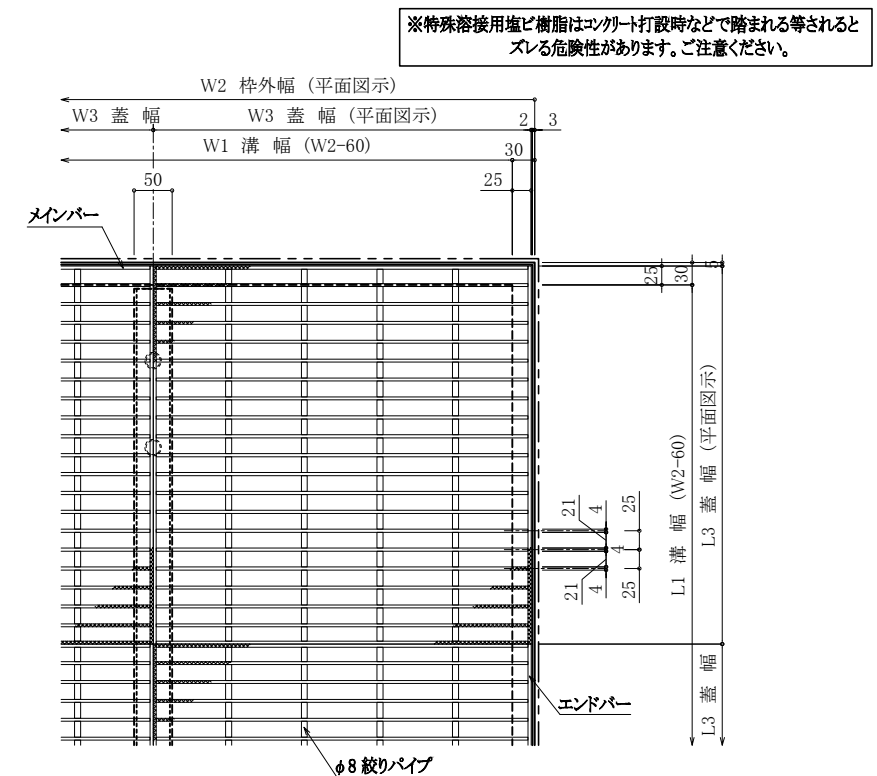 ※特殊溶接用塩ビ樹脂はコンクリート打設時などで踏まれる等されると
ズレる危険性があります。ご注意ください。
W2 枠外幅 (平面図示)
W3 蓋 幅
W3 蓋 幅 (平面図示)
2
3
W1 溝 幅 (W2-60)
30
50
25
メインバー
25
30
5
L3 蓋 幅 (平面図示)
L1 溝 幅 (W2-60)
21
4
25
4
21
4
25
L3 蓋 幅
エンドバー
φ8 絞りパイプ